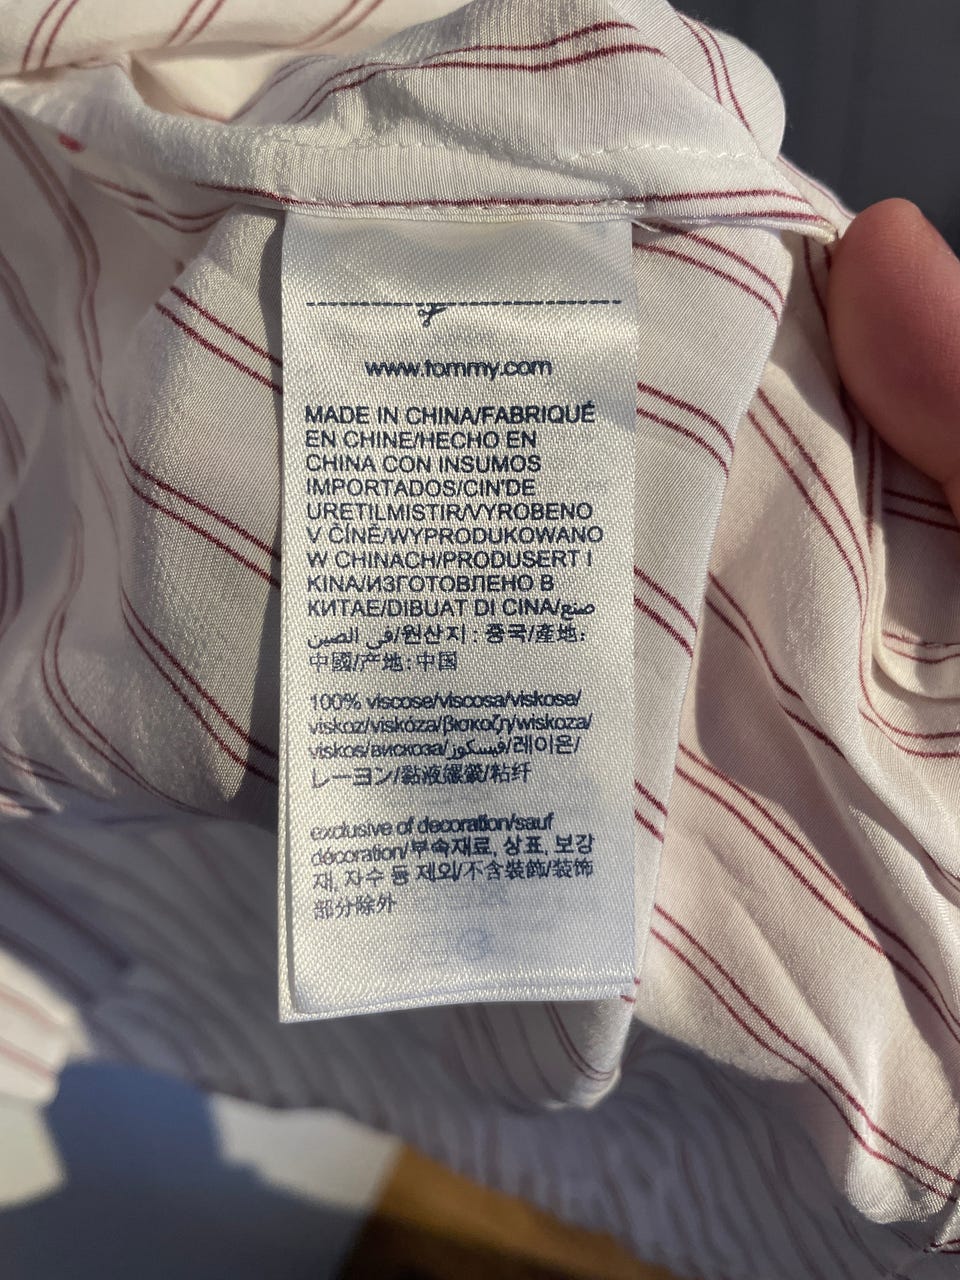 www.tommy.com
MADE IN CHINA/FABRIQUÉ
EN CHINE/HECHO EN
CHINA CON INSUMOS
IMPORTADOS/CIN'DE
URETILMISTIR/VYROBENO
V ČÍNĚ/WYPRODUKOWANO
W CHINACH/PRODUSERT I
KINA/ИЗГОТОВЛЕНО В
КИТАЕ/DIBUAT DI CINA/صنع
في الصين/원산지 : 중국/產地:
中國/产地:中国
100% viscose/viscosa/viskose/
viskoz/viskóza/βισκοζη/wiskoza/
viskos/вискоза/فيسكوز/레이온/
レーヨン/黏液縲縈/粘纤
exclusive of decoration/sauf
décoration/부속재료, 상표, 보강
재, 자수 등 제외/不含裝飾/装饰
部分除外